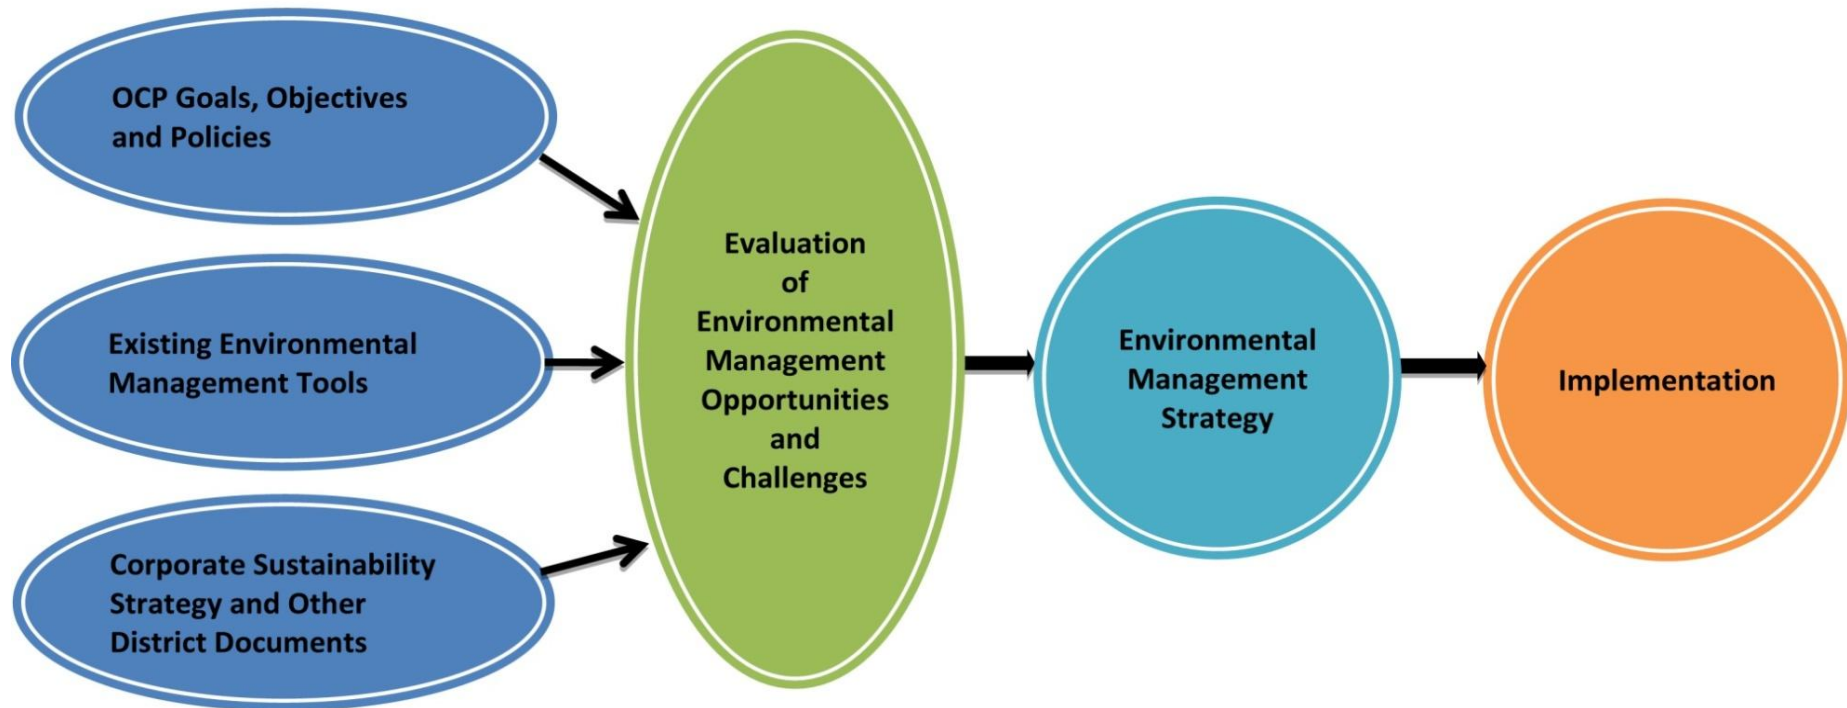 OCP Goals, Objectives
and Policies
Existing Environmental
Management Tools
Corporate Sustainability
Strategy and Other
District Documents
Evaluation
of
Environmental
Management
Opportunities
and
Challenges
Environmental
Management
Strategy
Implementation